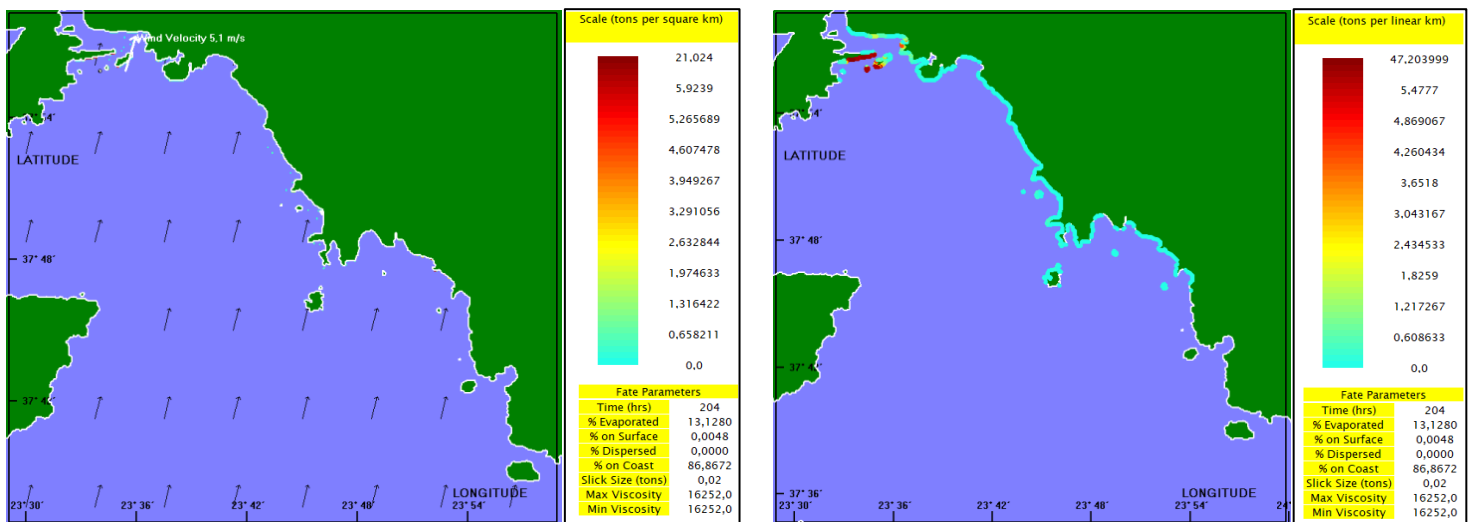 Wind Velocity 5,1 m/s
LATITUDE
37° 48'
LONGITUDE
23° 30' 23° 36' 23° 42' 23° 48' 23° 54'
Scale (tons per square km)
21,024
5,9239
5,265689
4,607478
3,949267
3,291056
2,632844
1,974633
1,316422
0,658211
0,0
Fate Parameters
Time (hrs) 204
% Evaporated 13,1280
% on Surface 0,0048
% Dispersed 0,0000
% on Coast 86,8672
Slick Size (tons) 0,02
Max Viscosity 16252,0
Min Viscosity 16252,0
LATITUDE
37° 48'
37° 42'
37° 36'
LONGITUDE
23° 30' 23° 36' 23° 42' 23° 48' 23° 54'
Scale (tons per linear km)
47,203999
5,4777
4,869067
4,260434
3,6518
3,043167
2,434533
1,8259
1,217267
0,608633
0,0
Fate Parameters
Time (hrs) 204
% Evaporated 13,1280
% on Surface 0,0048
% Dispersed 0,0000
% on Coast 86,8672
Slick Size (tons) 0,02
Max Viscosity 16252,0
Min Viscosity 16252,0